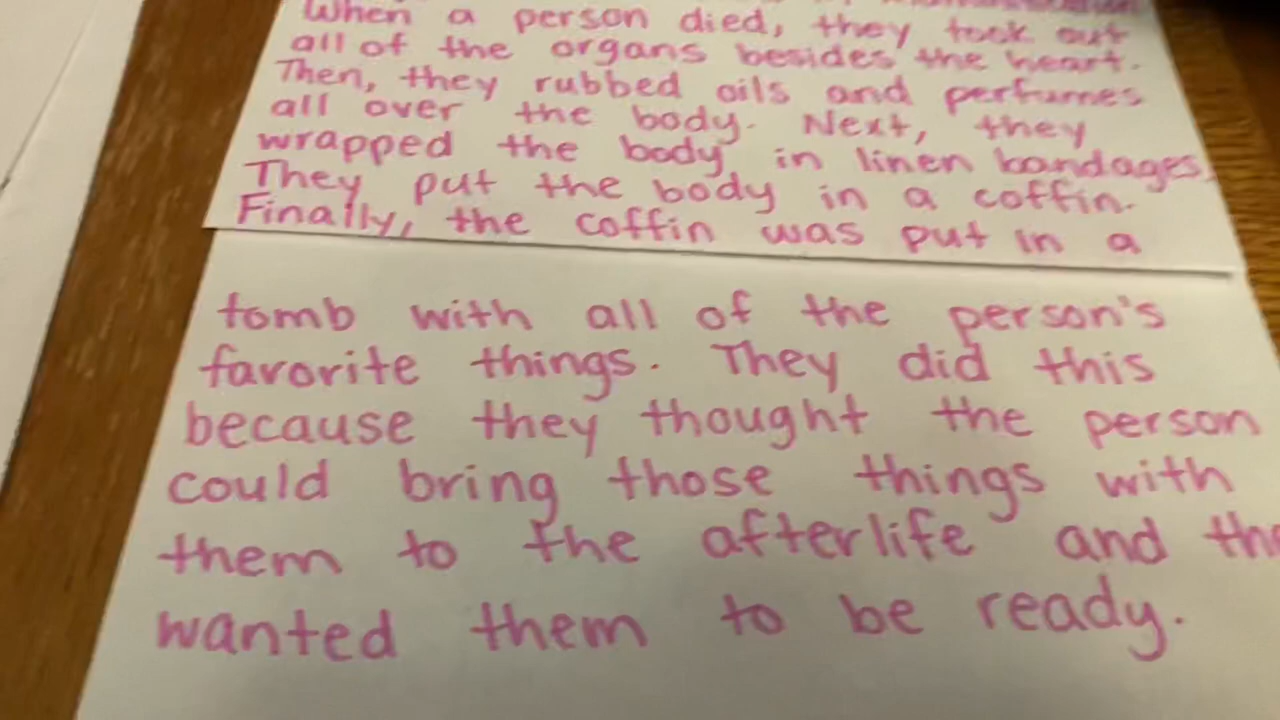 When a person died, they took out
all of the organs besides the heart.
Then, they rubbed oils and perfumes
all over the body. Next, they
wrapped the body in linen bandages.
They put the body in a coffin.
Finally, the coffin was put in a
tomb with all of the person's
favorite things. They did this
because they thought the person
could bring those things with
them to the afterlife and
wanted them to be ready.